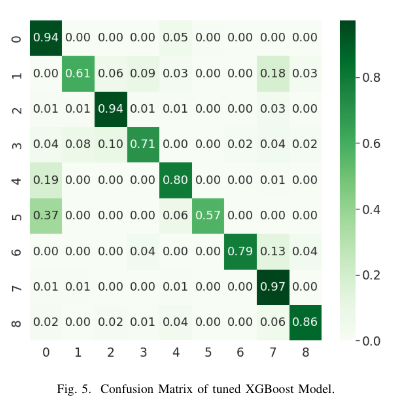 0 0.94 0.00 0.00 0.00 0.05 0.00 0.00 0.00 0.00
1 0.00 0.61 0.06 0.09 0.03 0.00 0.00 0.18 0.03
0.8
2 0.01 0.01 0.94 0.01 0.01 0.00 0.00 0.03 0.00
3 0.04 0.08 0.10 0.71 0.00 0.00 0.02 0.04 0.02
0.6
4 0.19 0.00 0.00 0.00 0.80 0.00 0.00 0.01 0.00
0.4
5 0.37 0.00 0.00 0.00 0.06 0.57 0.00 0.00 0.00
6 0.00 0.00 0.00 0.04 0.00 0.00 0.79 0.13 0.04
0.2
7 0.01 0.01 0.00 0.00 0.01 0.00 0.00 0.97 0.00
8 0.02 0.00 0.02 0.01 0.04 0.00 0.00 0.06 0.86
0.0
0 1 2 3 4 5 6 7 8
Fig. 5. Confusion Matrix of tuned XGBoost Model.